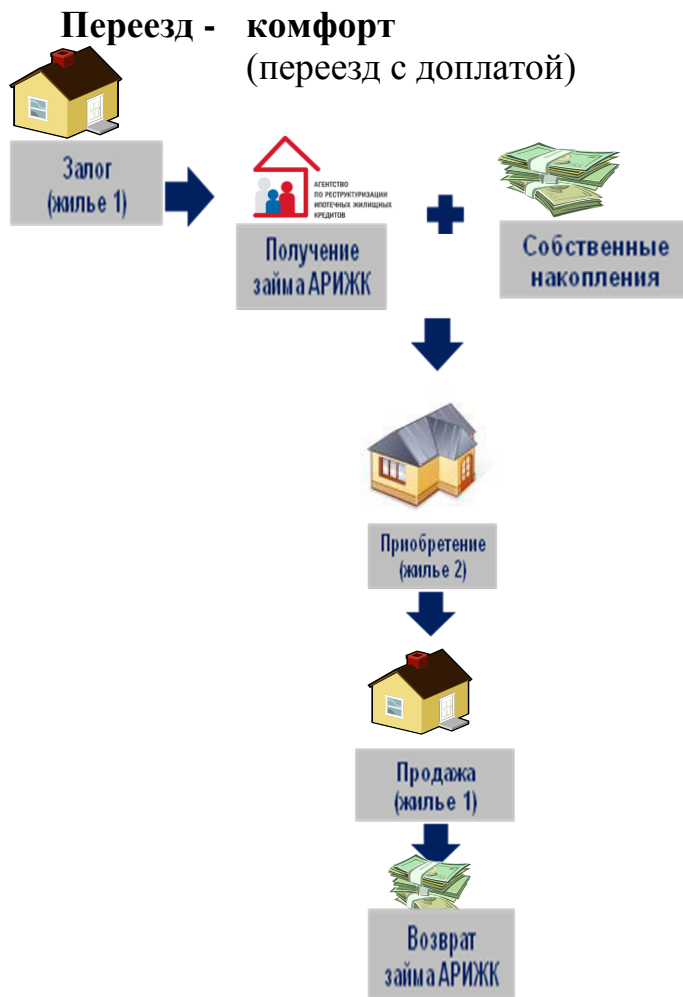 Переезд - комфорт
(переезд с доплатой)
Залог
(жилье 1)
АГЕНТСТВО
ПО РЕСТРУКТУРИЗАЦИИ
ИПОТЕЧНЫХ ЖИЛИЩНЫХ
КРЕДИТОВ
Получение
займа АРИЖК
Собственные
накопления
Приобретение
(жилье 2)
Продажа
(жилье 1)
Возврат
займа АРИЖК